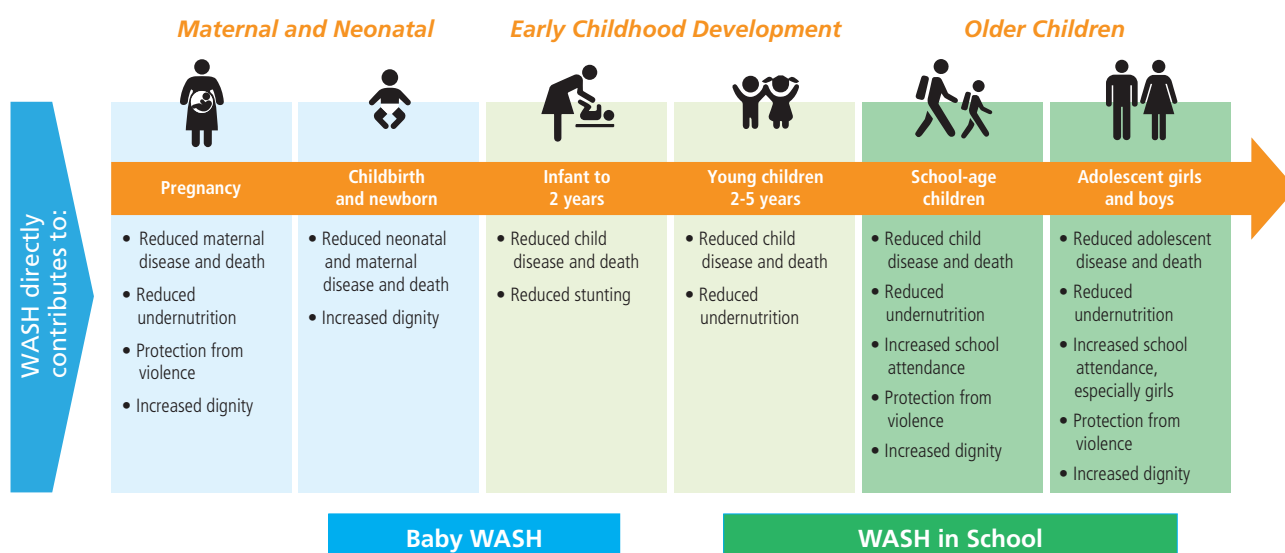 Maternal and Neonatal
Early Childhood Development
Older Children
WASH directly
contributes to:
Pregnancy
Childbirth
and newborn
Infant to
2 years
Young children
2-5 years
School-age
children
Adolescent girls
and boys
• Reduced maternal
disease and death
• Reduced
undernutrition
• Protection from
violence
• Increased dignity
• Reduced neonatal
and maternal
disease and death
• Increased dignity
• Reduced child
disease and death
• Reduced stunting
• Reduced child
disease and death
• Reduced
undernutrition
• Reduced child
disease and death
• Reduced
undernutrition
• Increased school
attendance
• Protection from
violence
• Increased dignity
• Reduced adolescent
disease and death
• Reduced
undernutrition
• Increased school
attendance,
especially girls
• Protection from
violence
• Increased dignity
Baby WASH
WASH in School